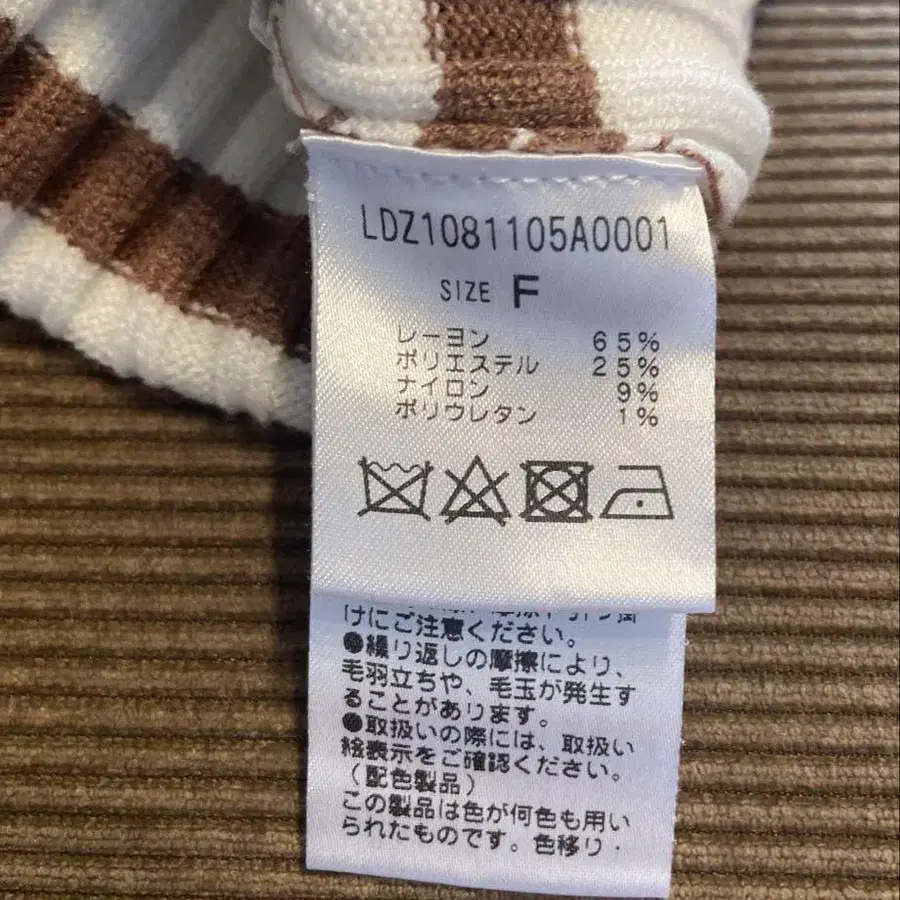 LDZ1081105A0001
SIZE F
レーヨン 65%
ポリエステル 25%
ナイロン 9%
ポリウレタン 1%
けにご注意ください。
●繰り返しの摩擦により、
毛羽立ちや、毛玉が発生す
ることがあります。
●取扱いの際には、取扱い
絵表示をご確認ください。
(配色製品)
この製品は色が何色も用い
られたものです。色移り・